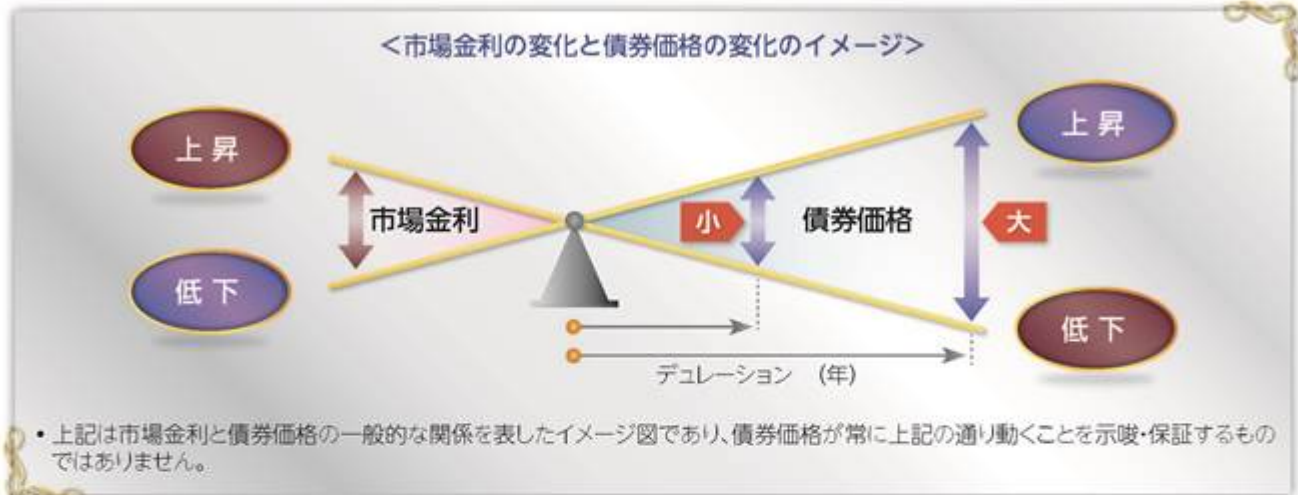 <市場金利の変化と債券価格の変化のイメージ>
上昇
上昇
市場金利
小
債券価格
大
低下
低下
デュレーション (年)
• 上記は市場金利と債券価格の一般的な関係を表したイメージ図であり、債券価格が常に上記の通り動くことを示唆・保証するもの
ではありません。